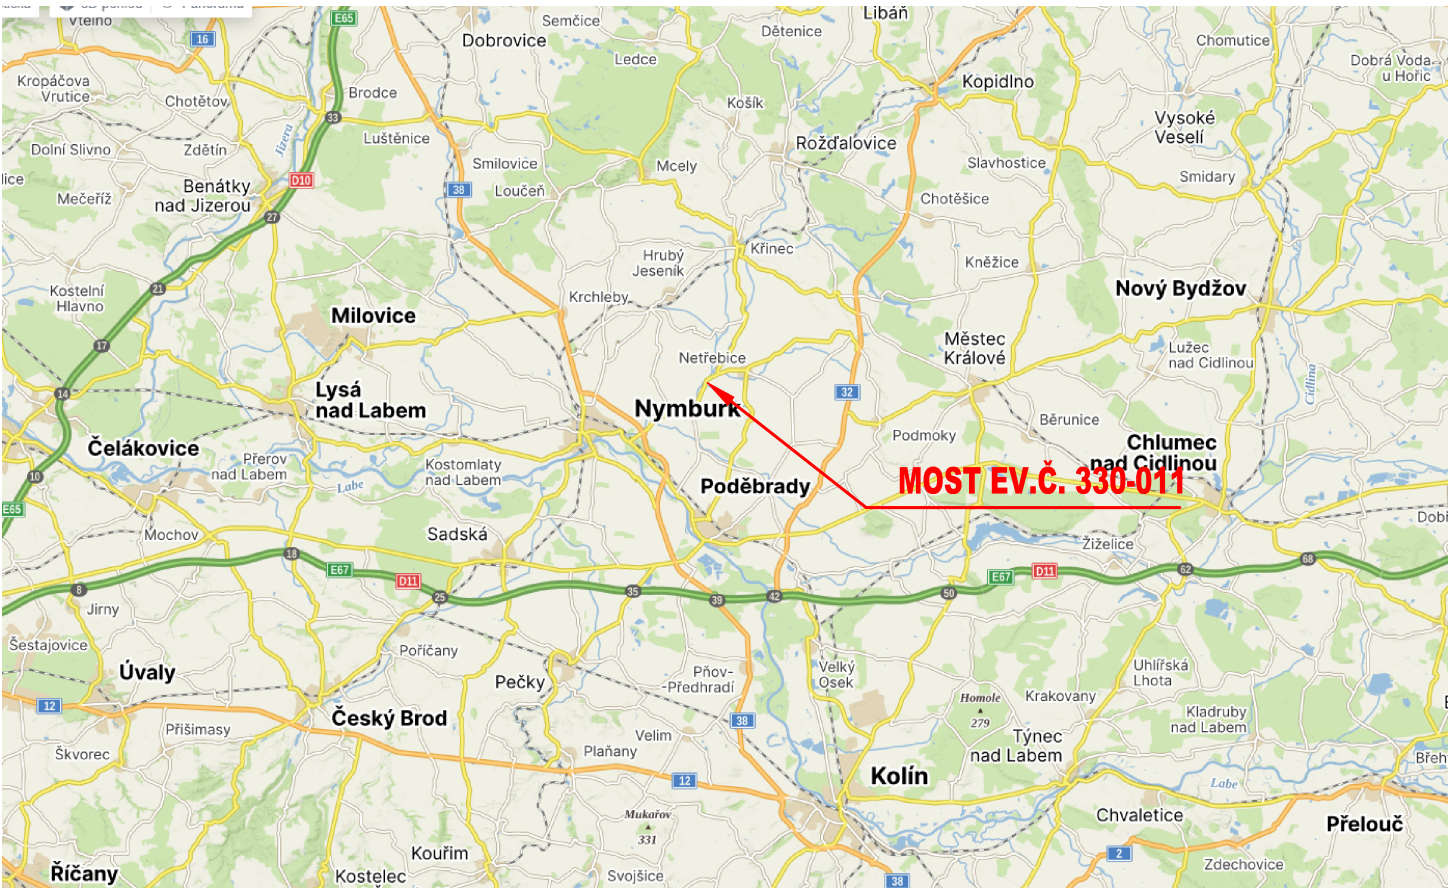 3D pohled
Panorama
E65
Semčice
Libáň
Dětenice
16
Dobrovice
Chomutice
Ledce
Dobrá Voda
u Hořic
Kropáčova
Vrutice
Kopidlno
Brodce
Chotětov
Košík
33
Vysoké
Veselí
Luštěnice
Jizera
Rožďalovice
Dolní Slivno
Zdětín
Smilovice
Mcely
Slavhostice
D10
Smidary
Benátky
nad Jizerou
38
Loučeň
Mečeříž
Chotěšice
27
Křinec
Hrubý
Jeseník
Kněžice
21
Kostelní
Hlavno
Nový Bydžov
Krchleby
Milovice
17
Městec
Králové
Netřebice
Lužec
nad Cidlinou
Cidlina
14
Lysá
nad Labem
32
Nymburk
Běrunice
Podmoky
Chlumec
nad Cidlinou
Čelákovice
Přerov
nad Labem
Kostomlaty
nad Labem
10
Labe
Poděbrady
MOST EV.Č. 330-011
E65
Mochov
Sadská
Žiželice
18
E67
D11
68
62
E67
D11
8
25
35
39
42
50
Jirny
Šestajovice
Poříčany
Úvaly
Pečky
Pňov-
-Předhradí
Velký
Osek
Uhlířská
Lhota
12
Homole
279
Krakovany
Český Brod
38
Kladruby
nad Labem
Přišimasy
Velim
Týnec
nad Labem
Škvorec
Plaňany
12
Kolín
Labe
Mukařov
331
Chvaletice
Přelouč
Kouřim
2
Říčany
Kostelec
Svojšice
38
Zdechovice